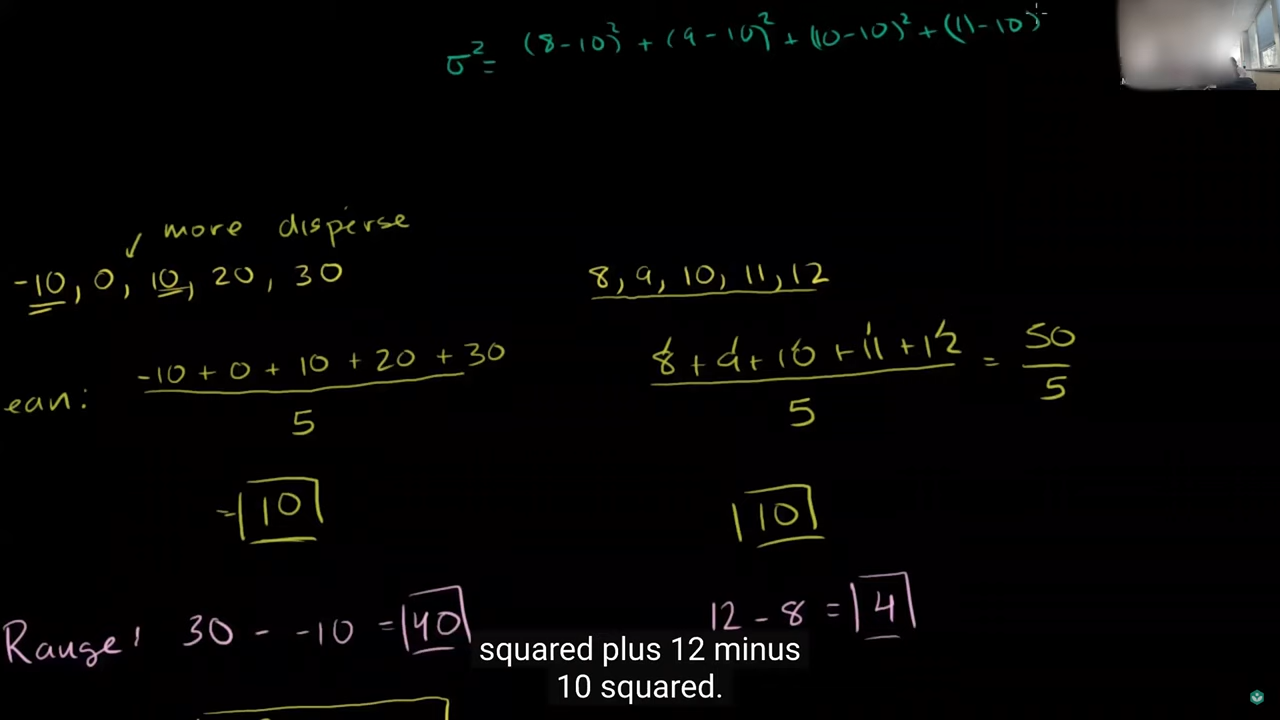 σ² = (8-10)² + (9-10)² + (10-10)² + (11-10)²
more disperse
-10, 0, 10, 20, 30
8, 9, 10, 11, 12
ean: -10 + 0 + 10 + 20 + 30
5
8 + 9 + 10 + 11 + 12 = 50
5 5
= 10
10
Range: 30 - -10 = 40
12 - 8 = 4
squared plus 12 minus
10 squared.